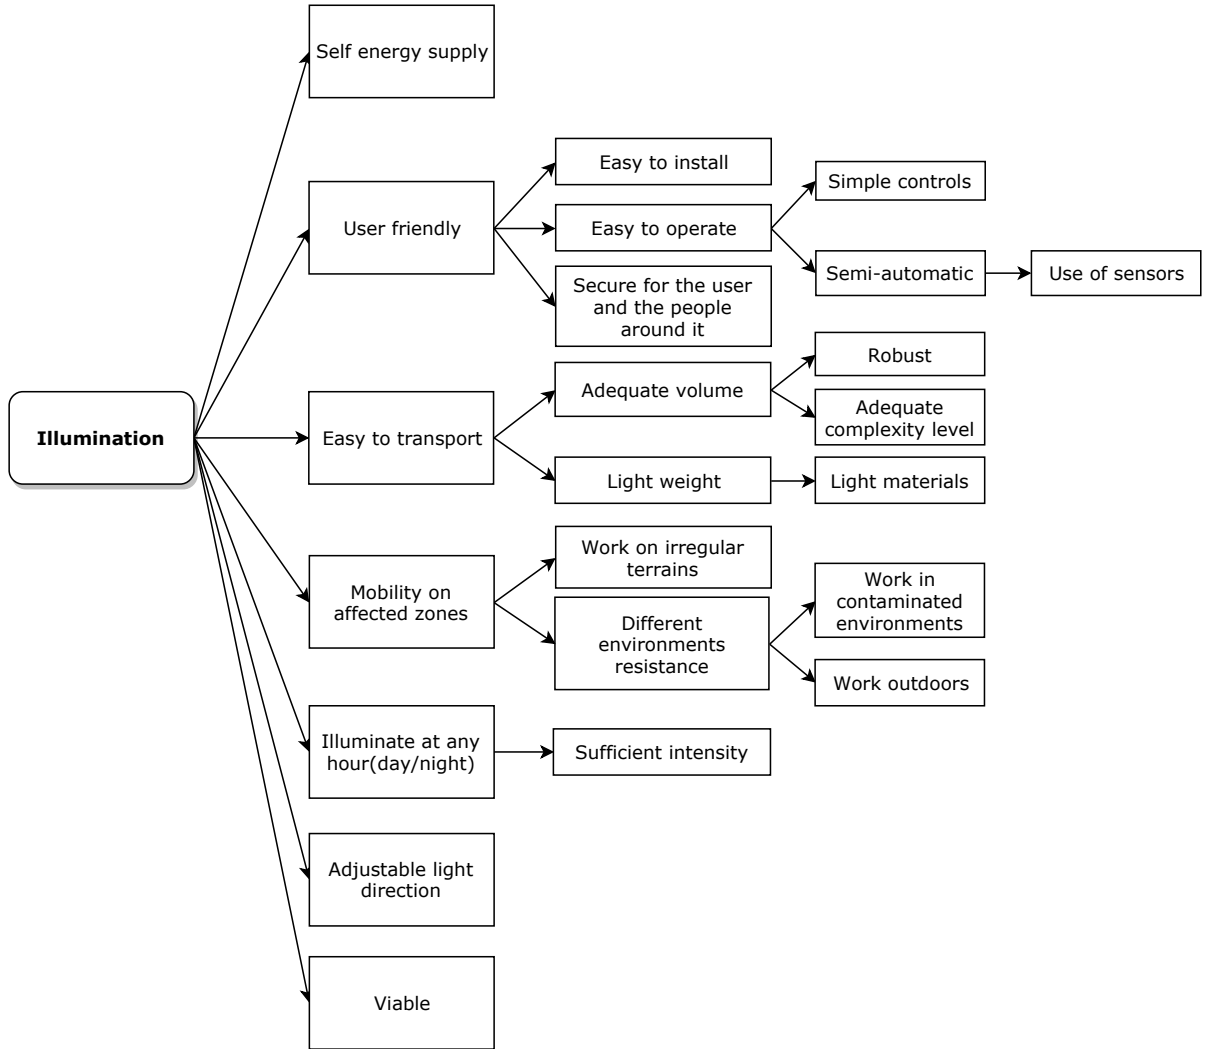 Self energy supply
User friendly
Easy to install
Easy to operate
Simple controls
Semi-automatic
Use of sensors
Secure for the user
and the people
around it
Illumination
Easy to transport
Adequate volume
Robust
Adequate
complexity level
Light weight
Light materials
Mobility on
affected zones
Work on irregular
terrains
Different
environments
resistance
Work in
contaminated
environments
Work outdoors
Illuminate at any
hour(day/night)
Sufficient intensity
Adjustable light
direction
Viable